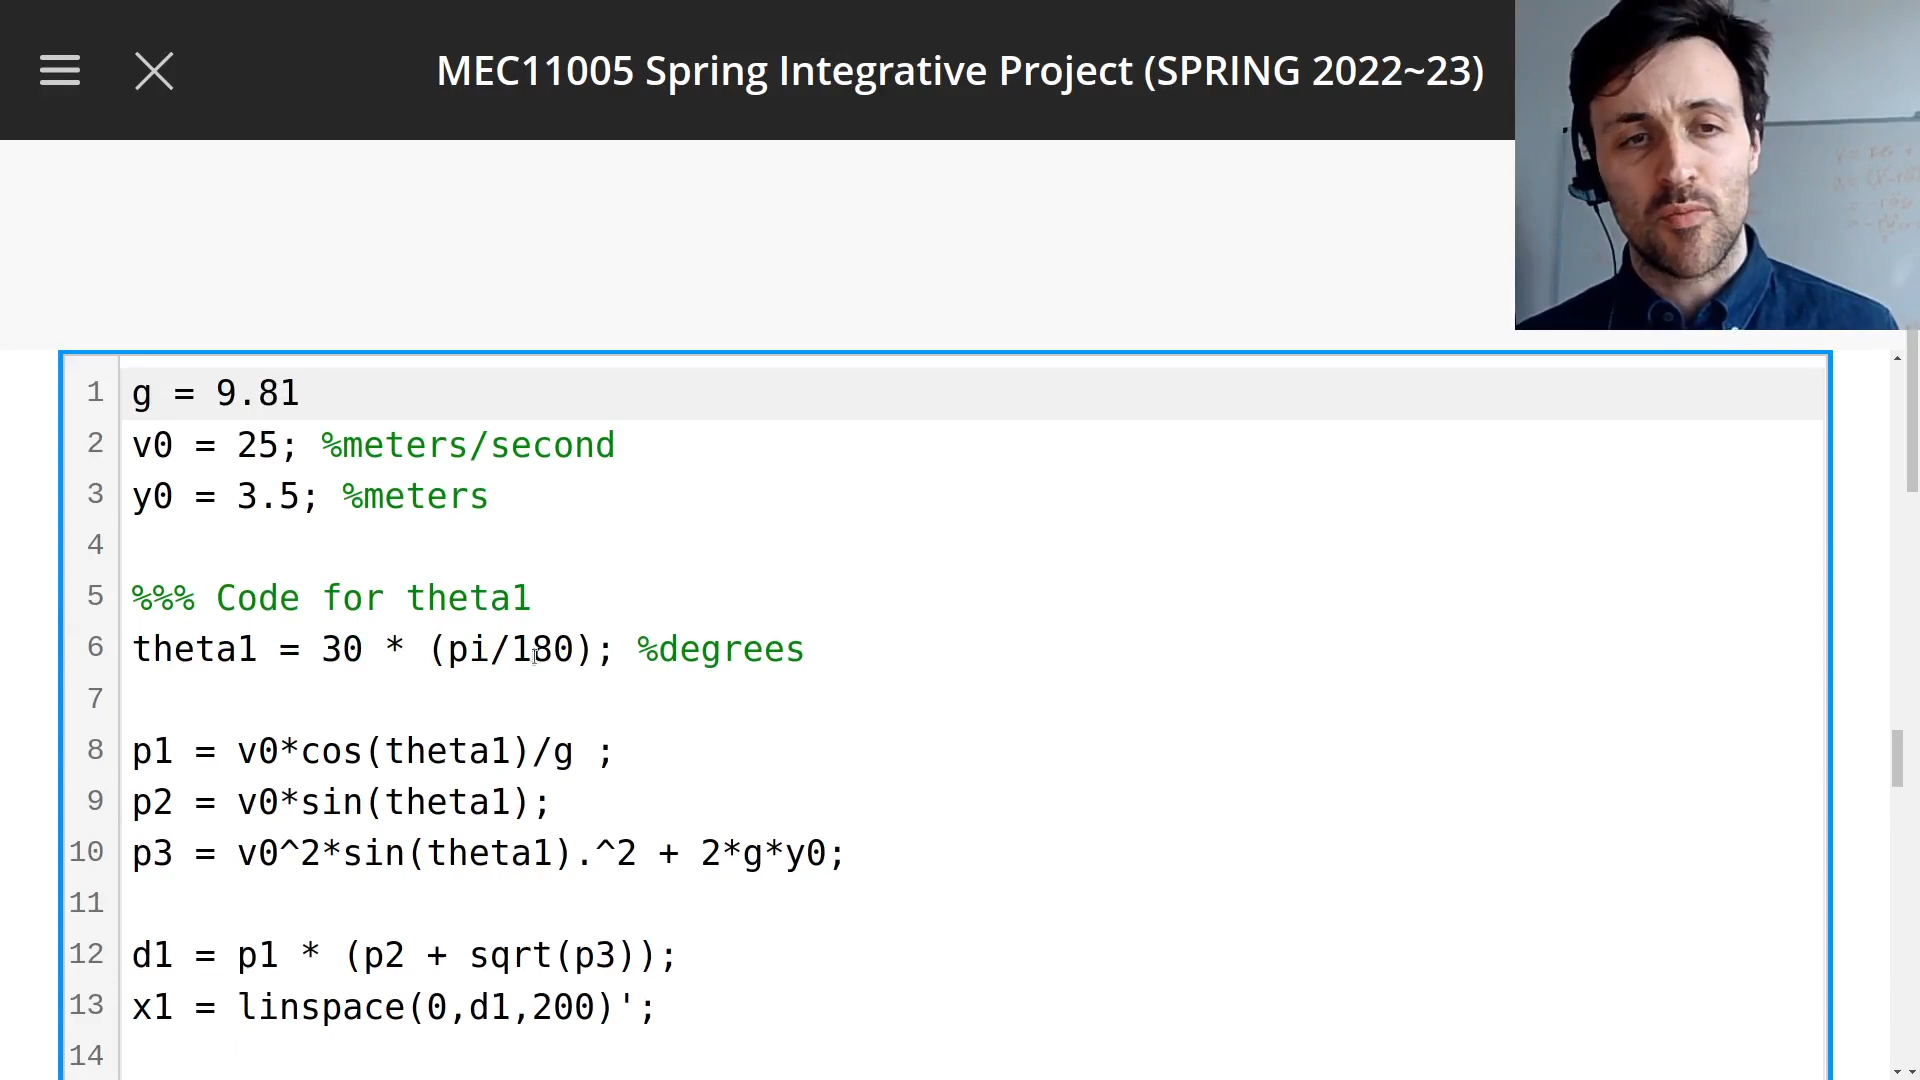 MEC11005 Spring Integrative Project (SPRING 2022~23)
1 g = 9.81
2 v0 = 25; %meters/second
3 y0 = 3.5; %meters
4
5 %%% Code for theta1
6 theta1 = 30 * (pi/180); %degrees
7
8 p1 = v0*cos(theta1)/g ;
9 p2 = v0*sin(theta1);
10 p3 = v0^2*sin(theta1).^2 + 2*g*y0;
11
12 d1 = p1 * (p2 + sqrt(p3));
13 x1 = linspace(0,d1,200)';
14